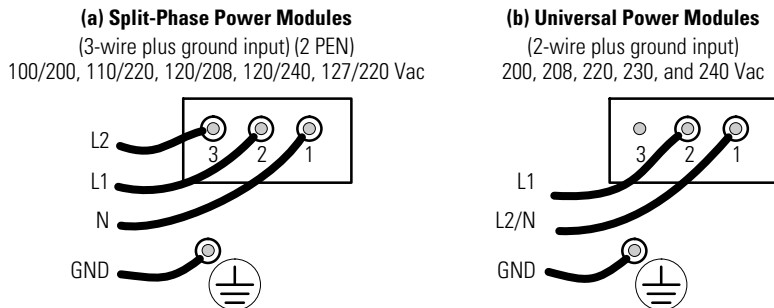 (a) Split-Phase Power Modules
(3-wire plus ground input) (2 PEN)
100/200, 110/220, 120/208, 120/240, 127/220 Vac
L2
3
2
1
L1
N
GND
(b) Universal Power Modules
(2-wire plus ground input)
200, 208, 220, 230, and 240 Vac
3
2
1
L1
L2/N
GND